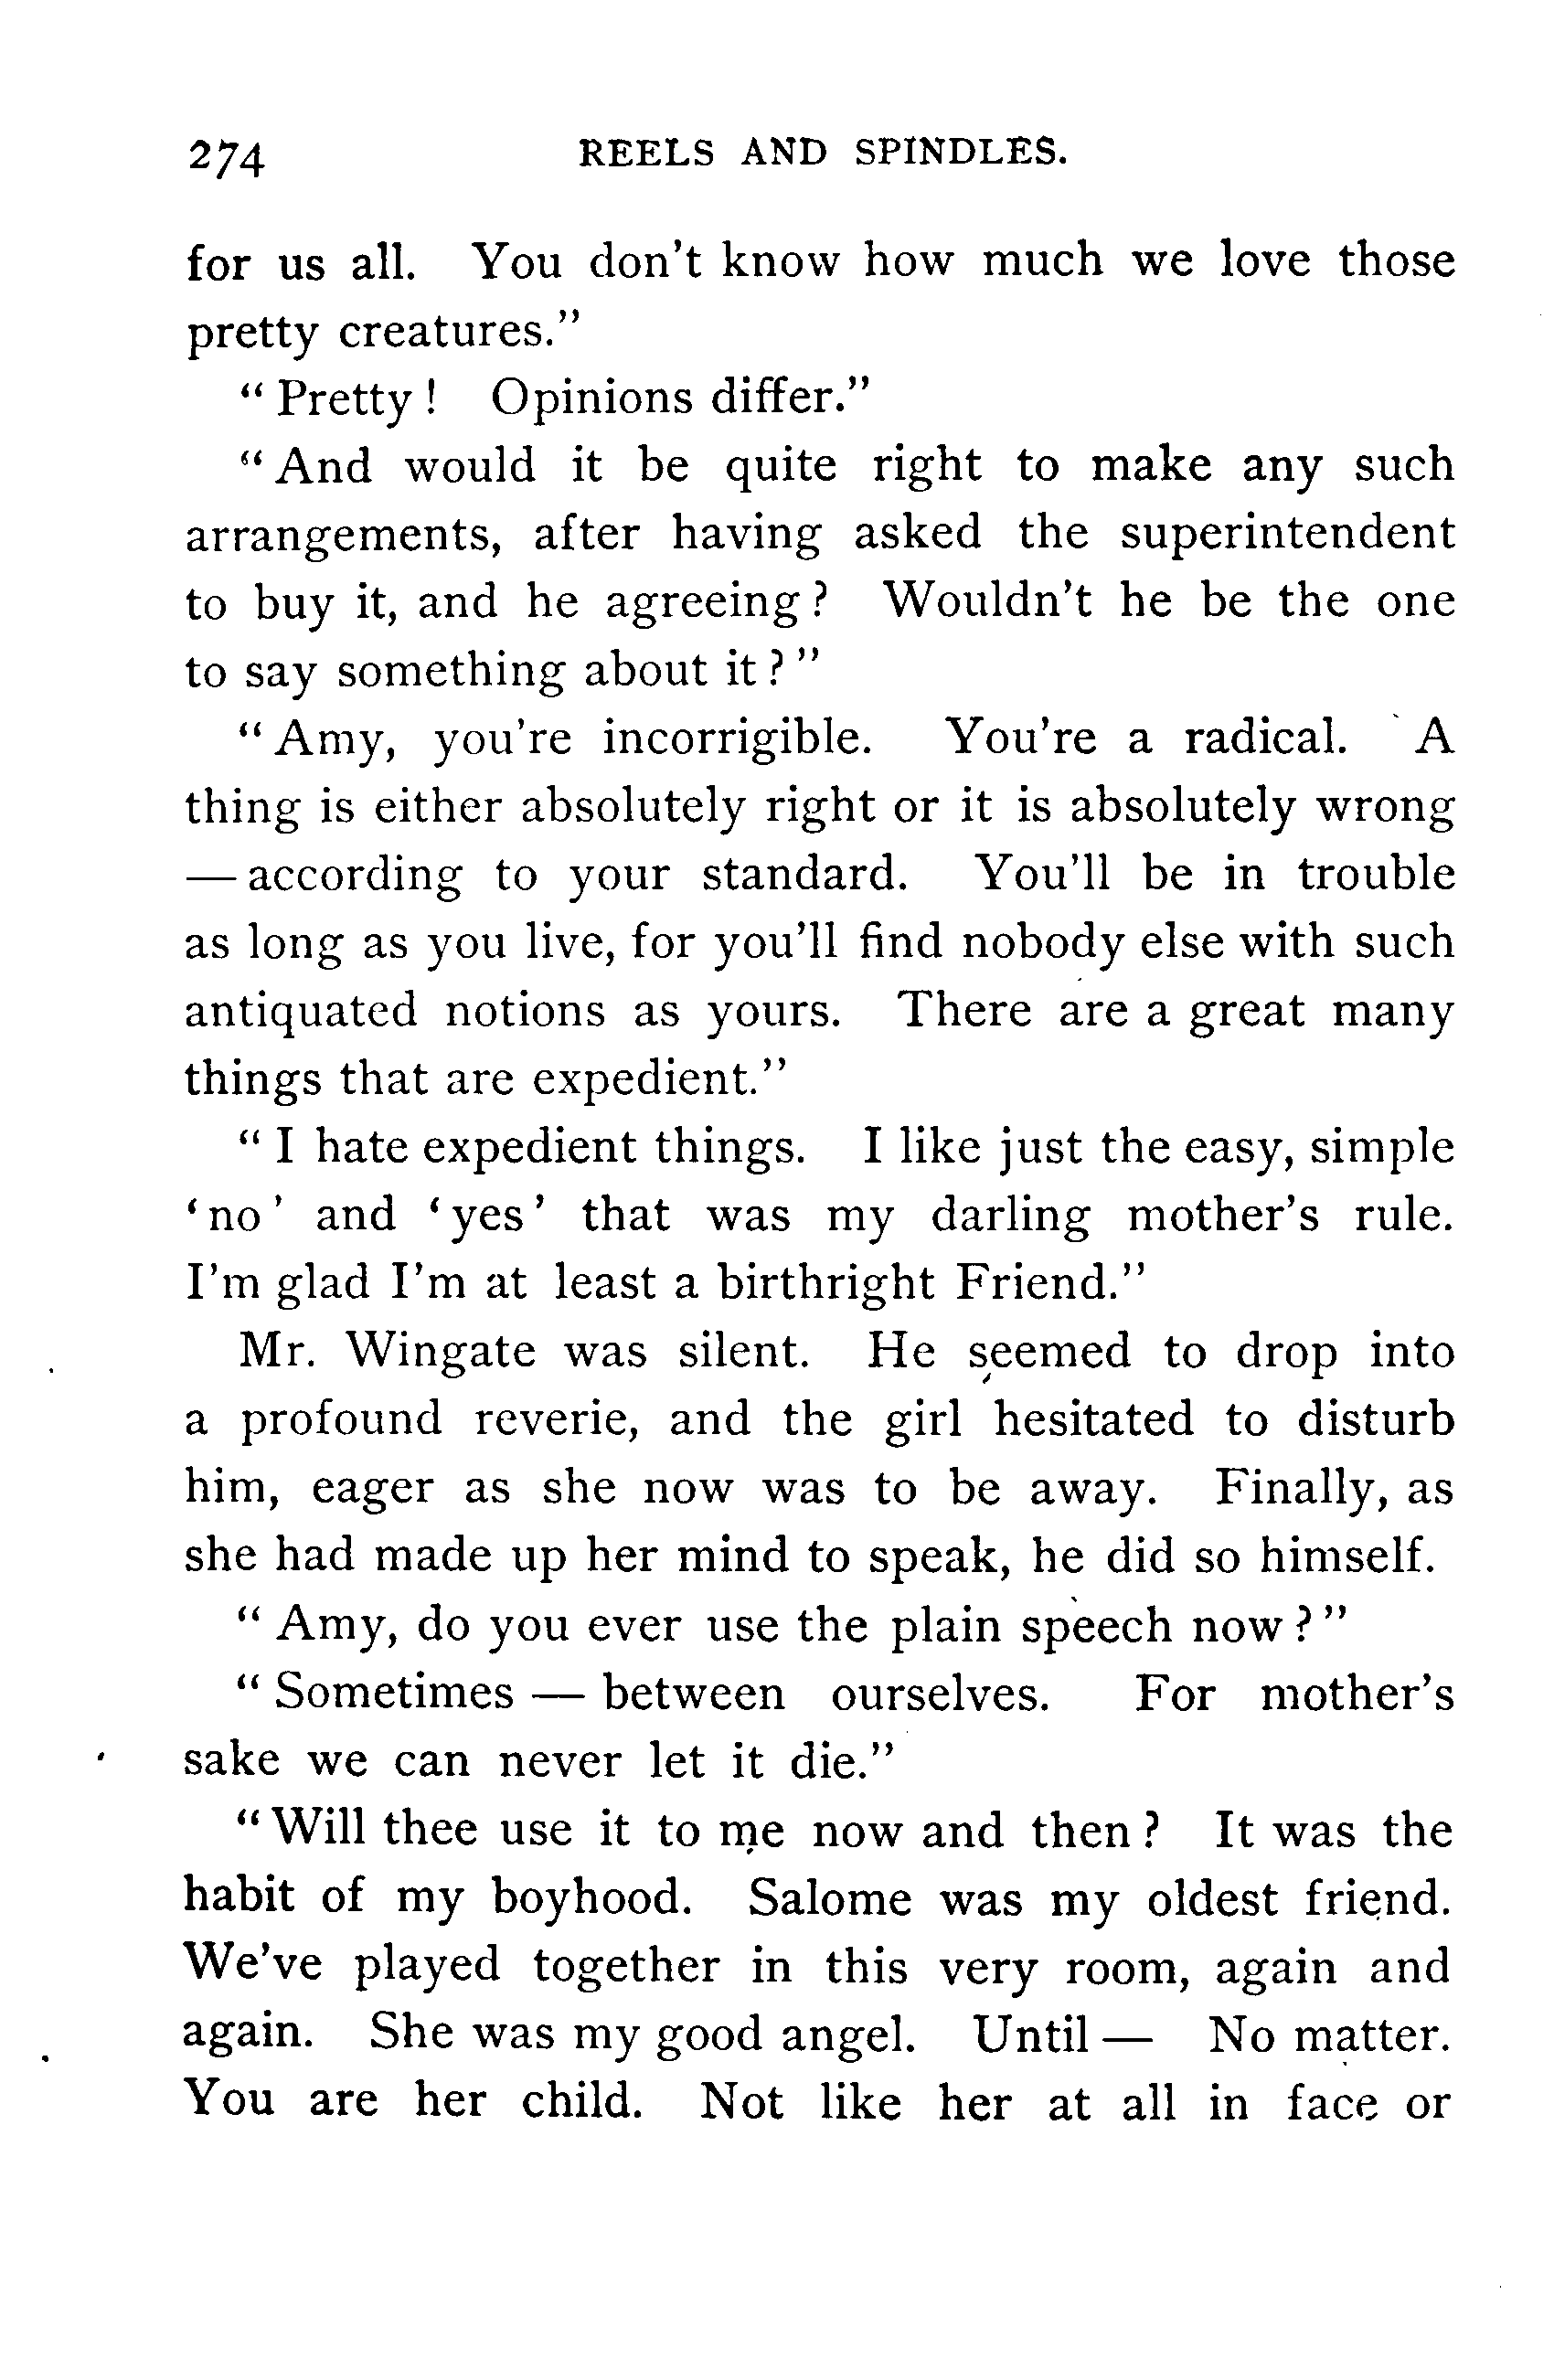 274 REELS AND SPINDLES.
for us all. You don't know how much we love those
pretty creatures."
"Pretty! Opinions differ."
"And would it be quite right to make any such
arrangements, after having asked the superintendent
to buy it, and he agreeing? Wouldn't he be the one
to say something about it?"
"Amy, you're incorrigible. You're a radical. A
thing is either absolutely right or it is absolutely wrong
— according to your standard. You'll be in trouble
as long as you live, for you'll find nobody else with such
antiquated notions as yours. There are a great many
things that are expedient."
"I hate expedient things. I like just the easy, simple
'no' and 'yes' that was my darling mother's rule.
I'm glad I'm at least a birthright Friend."
Mr. Wingate was silent. He seemed to drop into
a profound reverie, and the girl hesitated to disturb
him, eager as she now was to be away. Finally, as
she had made up her mind to speak, he did so himself.
"Amy, do you ever use the plain speech now?"
"Sometimes — between ourselves. For mother's
sake we can never let it die."
"Will thee use it to me now and then? It was the
habit of my boyhood. Salome was my oldest friend.
We've played together in this very room, again and
again. She was my good angel. Until — No matter.
You are her child. Not like her at all in face or